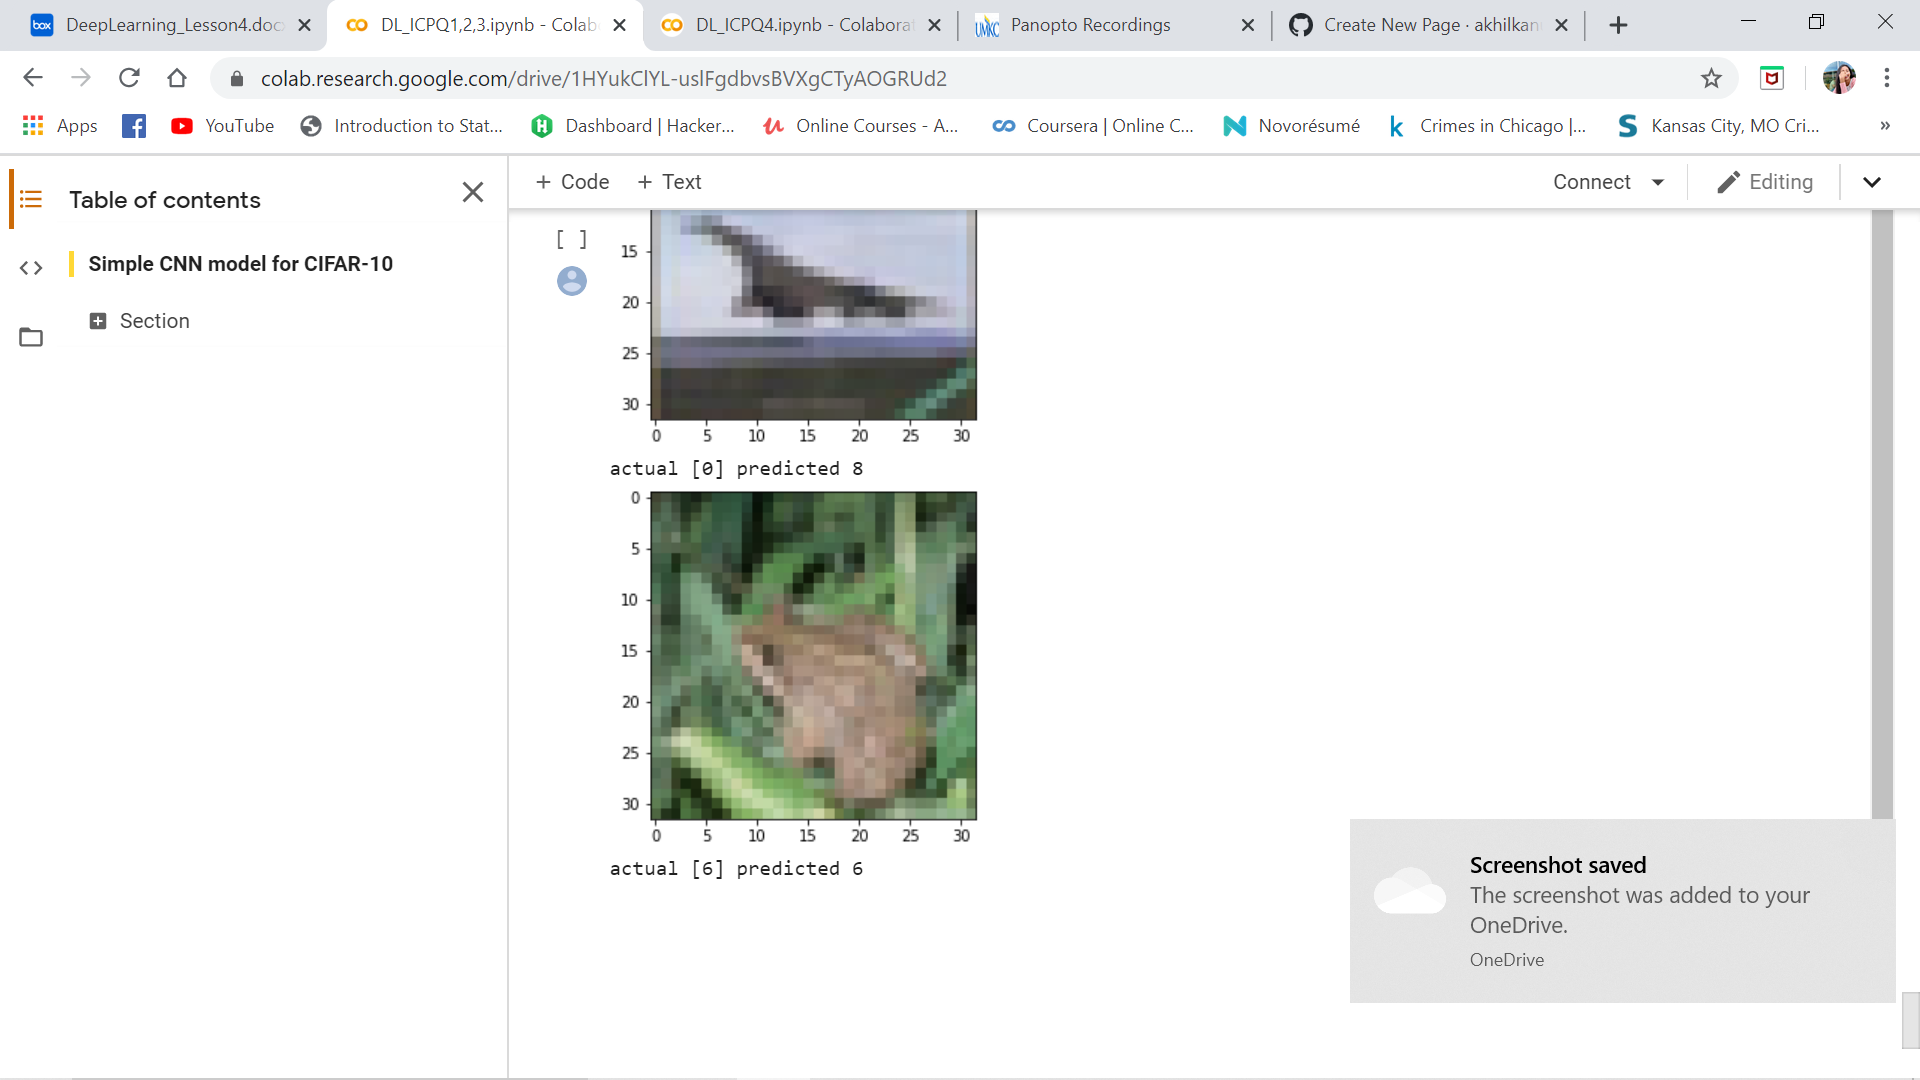 box DeepLearning_Lesson4.doc
DL_ICPQ1,2,3.ipynb - Colab
DL_ICPQ4.ipynb - Colaborat
UMKC Panopto Recordings
Create New Page · akhilkan
colab.research.google.com/drive/1HYukClYL-uslFgdbvsBVXgCTyAOGRUd2
Apps
YouTube
Introduction to Stat...
Dashboard | Hacker...
Online Courses - A...
Coursera | Online C...
Novorésumé
Crimes in Chicago |...
Kansas City, MO Cri...
»
Table of contents
Simple CNN model for CIFAR-10
Section
+ Code + Text
Connect
Editing
[ ]
15
20
25
30
0 5 10 15 20 25 30
actual [0] predicted 8
0
5
10
15
20
25
30
0 5 10 15 20 25 30
actual [6] predicted 6
Screenshot saved
The screenshot was added to your
OneDrive.
OneDrive